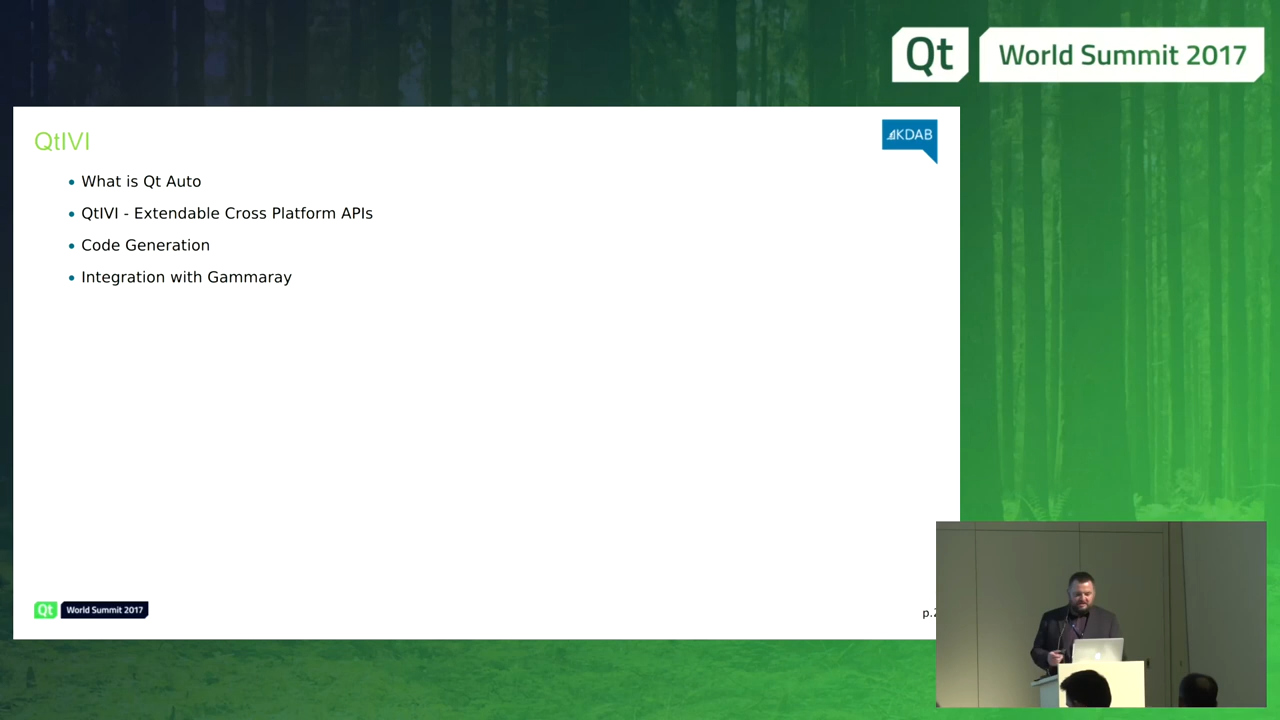 Qt World Summit 2017
QtIVI
KDAB
What is Qt Auto
QtIVI - Extendable Cross Platform APIs
Code Generation
Integration with Gammaray
Qt World Summit 2017
p.2